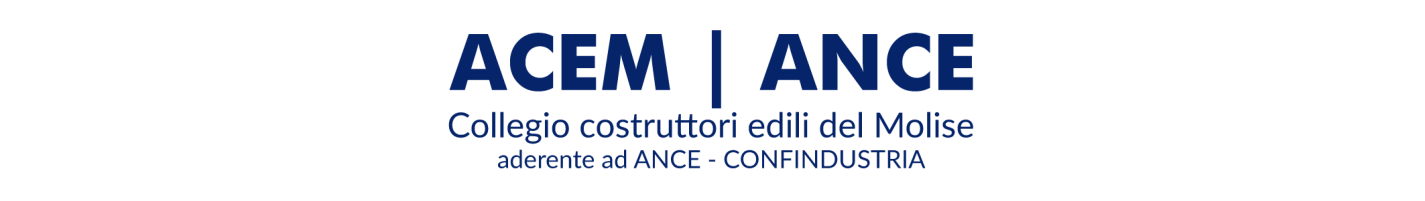 ACEM | ANCE
Collegio costruttori edili del Molise
aderente ad ANCE - CONFINDUSTRIA